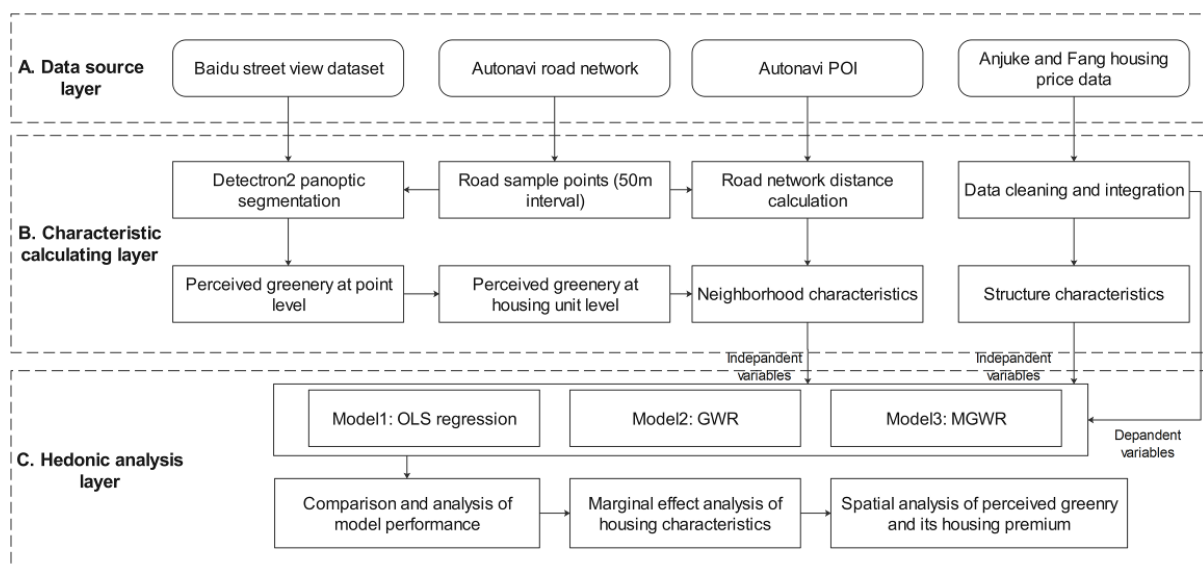 A. Data source
layer
Baidu street view dataset
Autonavi road network
Autonavi POI
Anjuke and Fang housing
price data
B. Characteristic
calculating layer
Detectron2 panoptic
segmentation
Road sample points (50m
interval)
Road network distance
calculation
Data cleaning and integration
Perceived greenery at point
level
Perceived greenery at
housing unit level
Neighborhood characteristics
Structure characteristics
Independant
variables
Independant
variables
C. Hedonic analysis
layer
Model1: OLS regression
Model2: GWR
Model3: MGWR
Depandent
variables
Comparison and analysis of
model performance
Marginal effect analysis of
housing characteristics
Spatial analysis of perceived greenry
and its housing premium